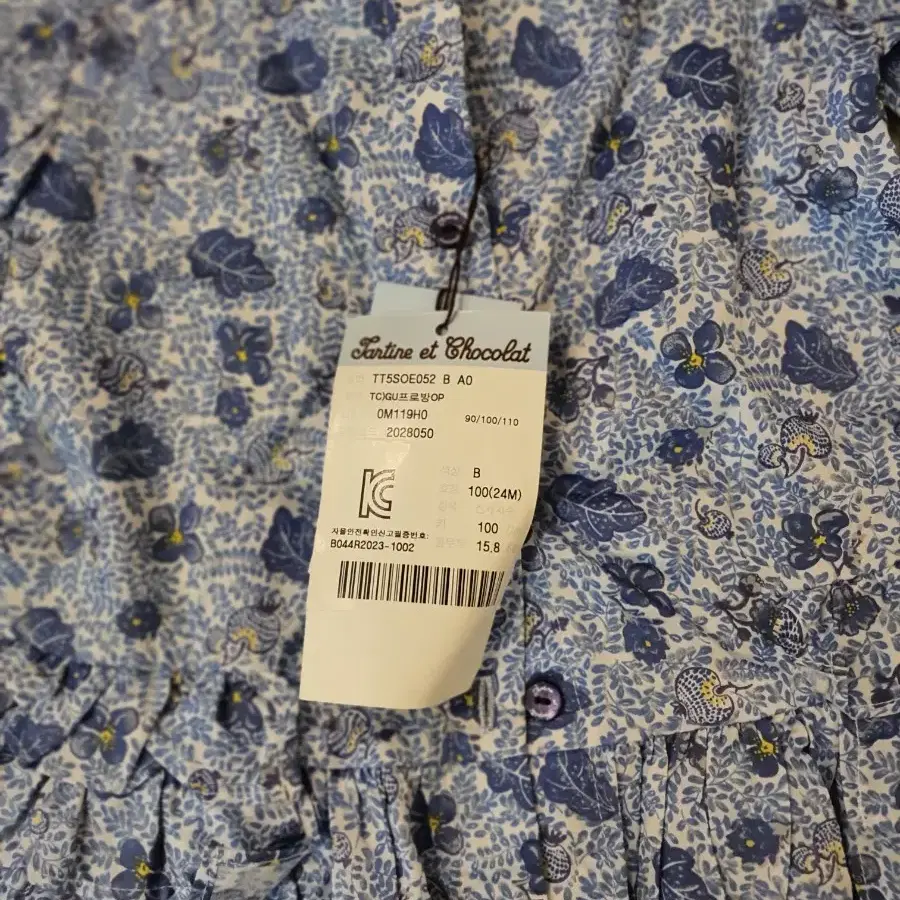 Tartine et Chocolat
TT5SOE052 B A0
TC)GU프로방OP
0M119H0 90/100/110
2028050
B
100(24M)
키 100
15.8
자율안전확인신고필증번호:
B044R2023-1002